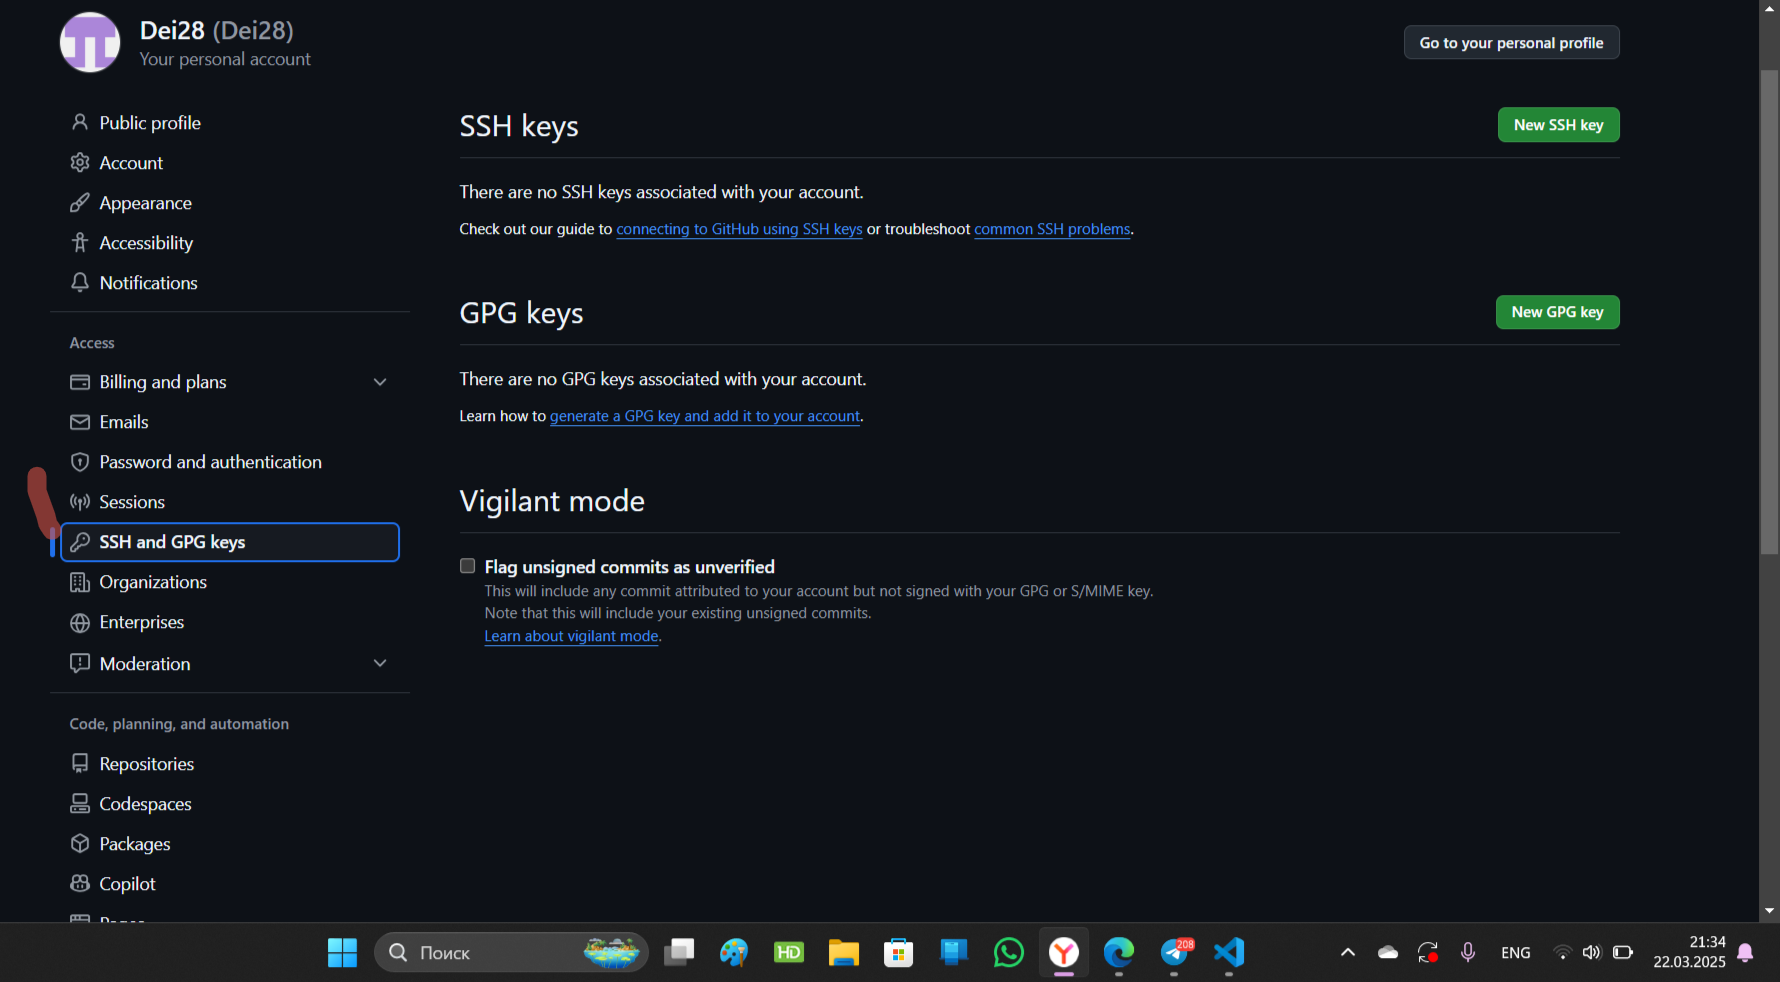 Dei28 (Dei28)
Your personal account
Go to your personal profile
Public profile
Account
Appearance
Accessibility
Notifications
Access
Billing and plans
Emails
Password and authentication
Sessions
SSH and GPG keys
Organizations
Enterprises
Moderation
Code, planning, and automation
Repositories
Codespaces
Packages
Copilot
Pages
SSH keys
New SSH key
There are no SSH keys associated with your account.
Check out our guide to connecting to GitHub using SSH keys or troubleshoot common SSH problems.
GPG keys
New GPG key
There are no GPG keys associated with your account.
Learn how to generate a GPG key and add it to your account.
Vigilant mode
Flag unsigned commits as unverified
This will include any commit attributed to your account but not signed with your GPG or S/MIME key.
Note that this will include your existing unsigned commits.
Learn about vigilant mode.
Поиск
HD
208
ENG
21:34
22.03.2025